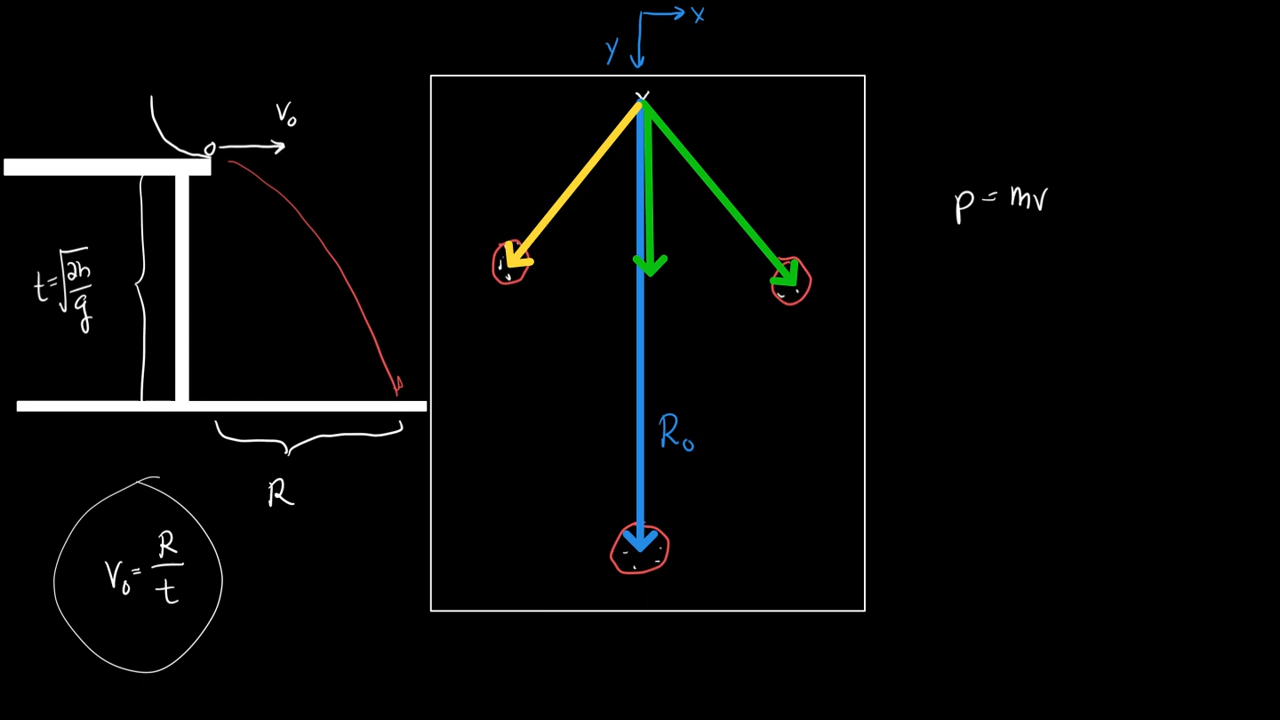 x
y
V₀
p = mv
t = √(2h/g)
R₀
R
V₀ = R/t